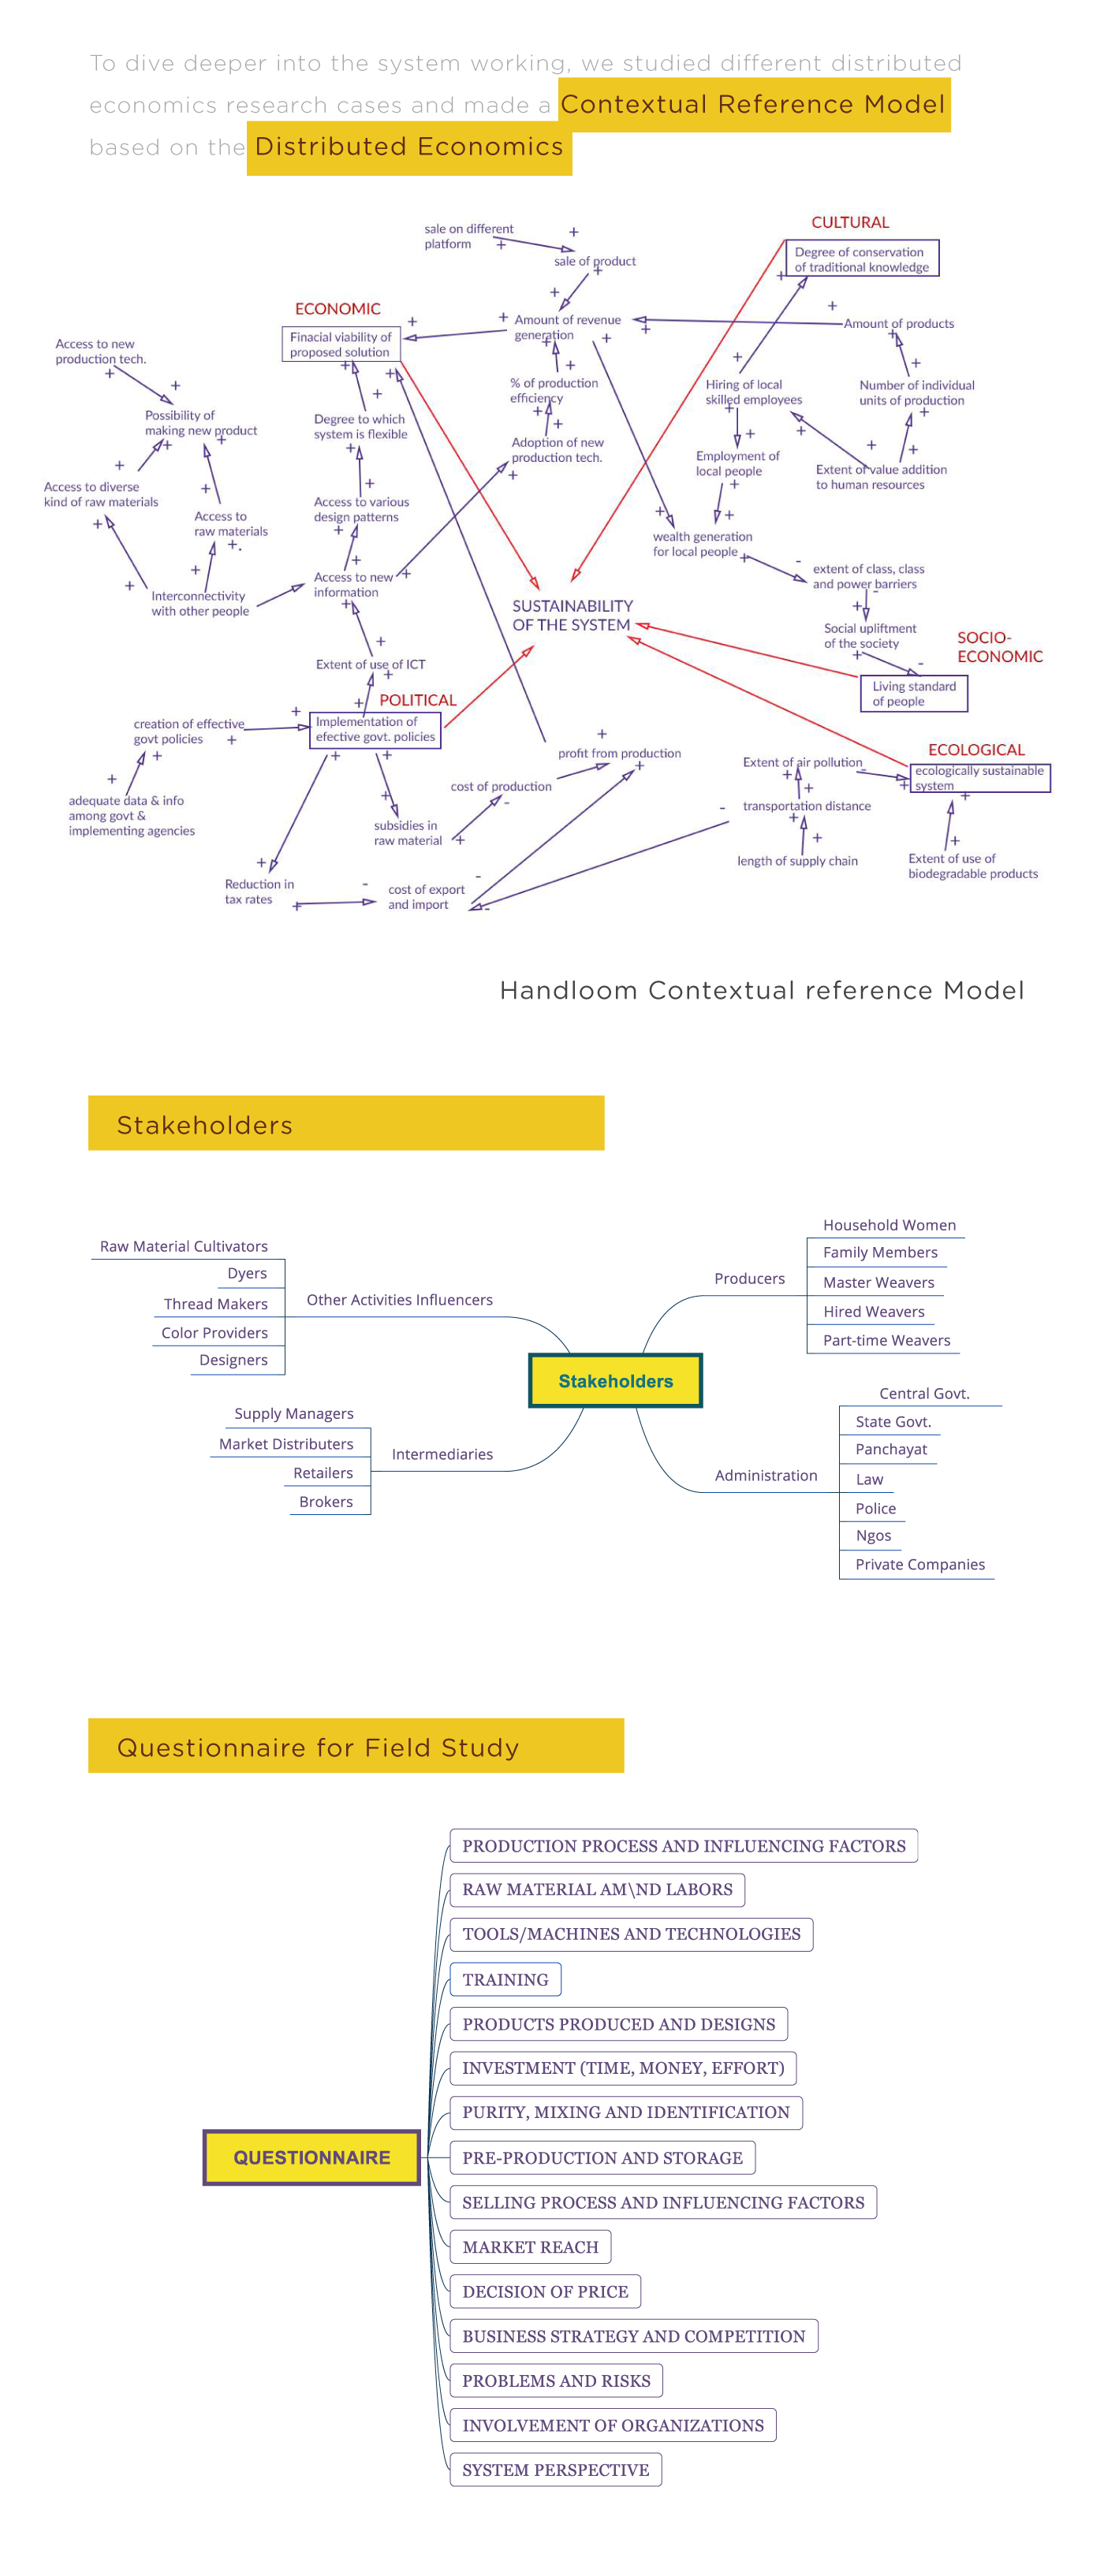 To dive deeper into the system working, we studied different distributed
economics research cases and made a Contextual Reference Model
based on the Distributed Economics
CULTURAL
Degree of conservation
of traditional knowledge
sale on different
platform
sale of product
ECONOMIC
Finacial viability of
proposed solution
Amount of revenue
generation
Amount of products
Access to new
production tech.
Possibility of
making new product
% of production
efficiency
Hiring of local
skilled employees
Number of individual
units of production
Degree to which
system is flexible
Adoption of new
production tech.
Employment of
local people
Extent of value addition
to human resources
Access to diverse
kind of raw materials
Access to
raw materials
Access to various
design patterns
wealth generation
for local people
extent of class, class
and power barriers
Access to new
information
Interconnectivity
with other people
SUSTAINABILITY
OF THE SYSTEM
Social upliftment
of the society
SOCIO-
ECONOMIC
Living standard
of people
Extent of use of ICT
POLITICAL
Implementation of
efective govt. policies
creation of effective
govt policies
profit from production
ECOLOGICAL
ecologically sustainable
system
Extent of air pollution
cost of production
transportation distance
adequate data & info
among govt &
implementing agencies
subsidies in
raw material
length of supply chain
Extent of use of
biodegradable products
Reduction in
tax rates
cost of export
and import
Handloom Contextual reference Model
Stakeholders
Raw Material Cultivators
Dyers
Thread Makers
Color Providers
Designers
Other Activities Influencers
Supply Managers
Market Distributers
Retailers
Brokers
Intermediaries
Stakeholders
Producers
Household Women
Family Members
Master Weavers
Hired Weavers
Part-time Weavers
Administration
Central Govt.
State Govt.
Panchayat
Law
Police
Ngos
Private Companies
Questionnaire for Field Study
QUESTIONNAIRE
PRODUCTION PROCESS AND INFLUENCING FACTORS
RAW MATERIAL AM\ND LABORS
TOOLS/MACHINES AND TECHNOLOGIES
TRAINING
PRODUCTS PRODUCED AND DESIGNS
INVESTMENT (TIME, MONEY, EFFORT)
PURITY, MIXING AND IDENTIFICATION
PRE-PRODUCTION AND STORAGE
SELLING PROCESS AND INFLUENCING FACTORS
MARKET REACH
DECISION OF PRICE
BUSINESS STRATEGY AND COMPETITION
PROBLEMS AND RISKS
INVOLVEMENT OF ORGANIZATIONS
SYSTEM PERSPECTIVE